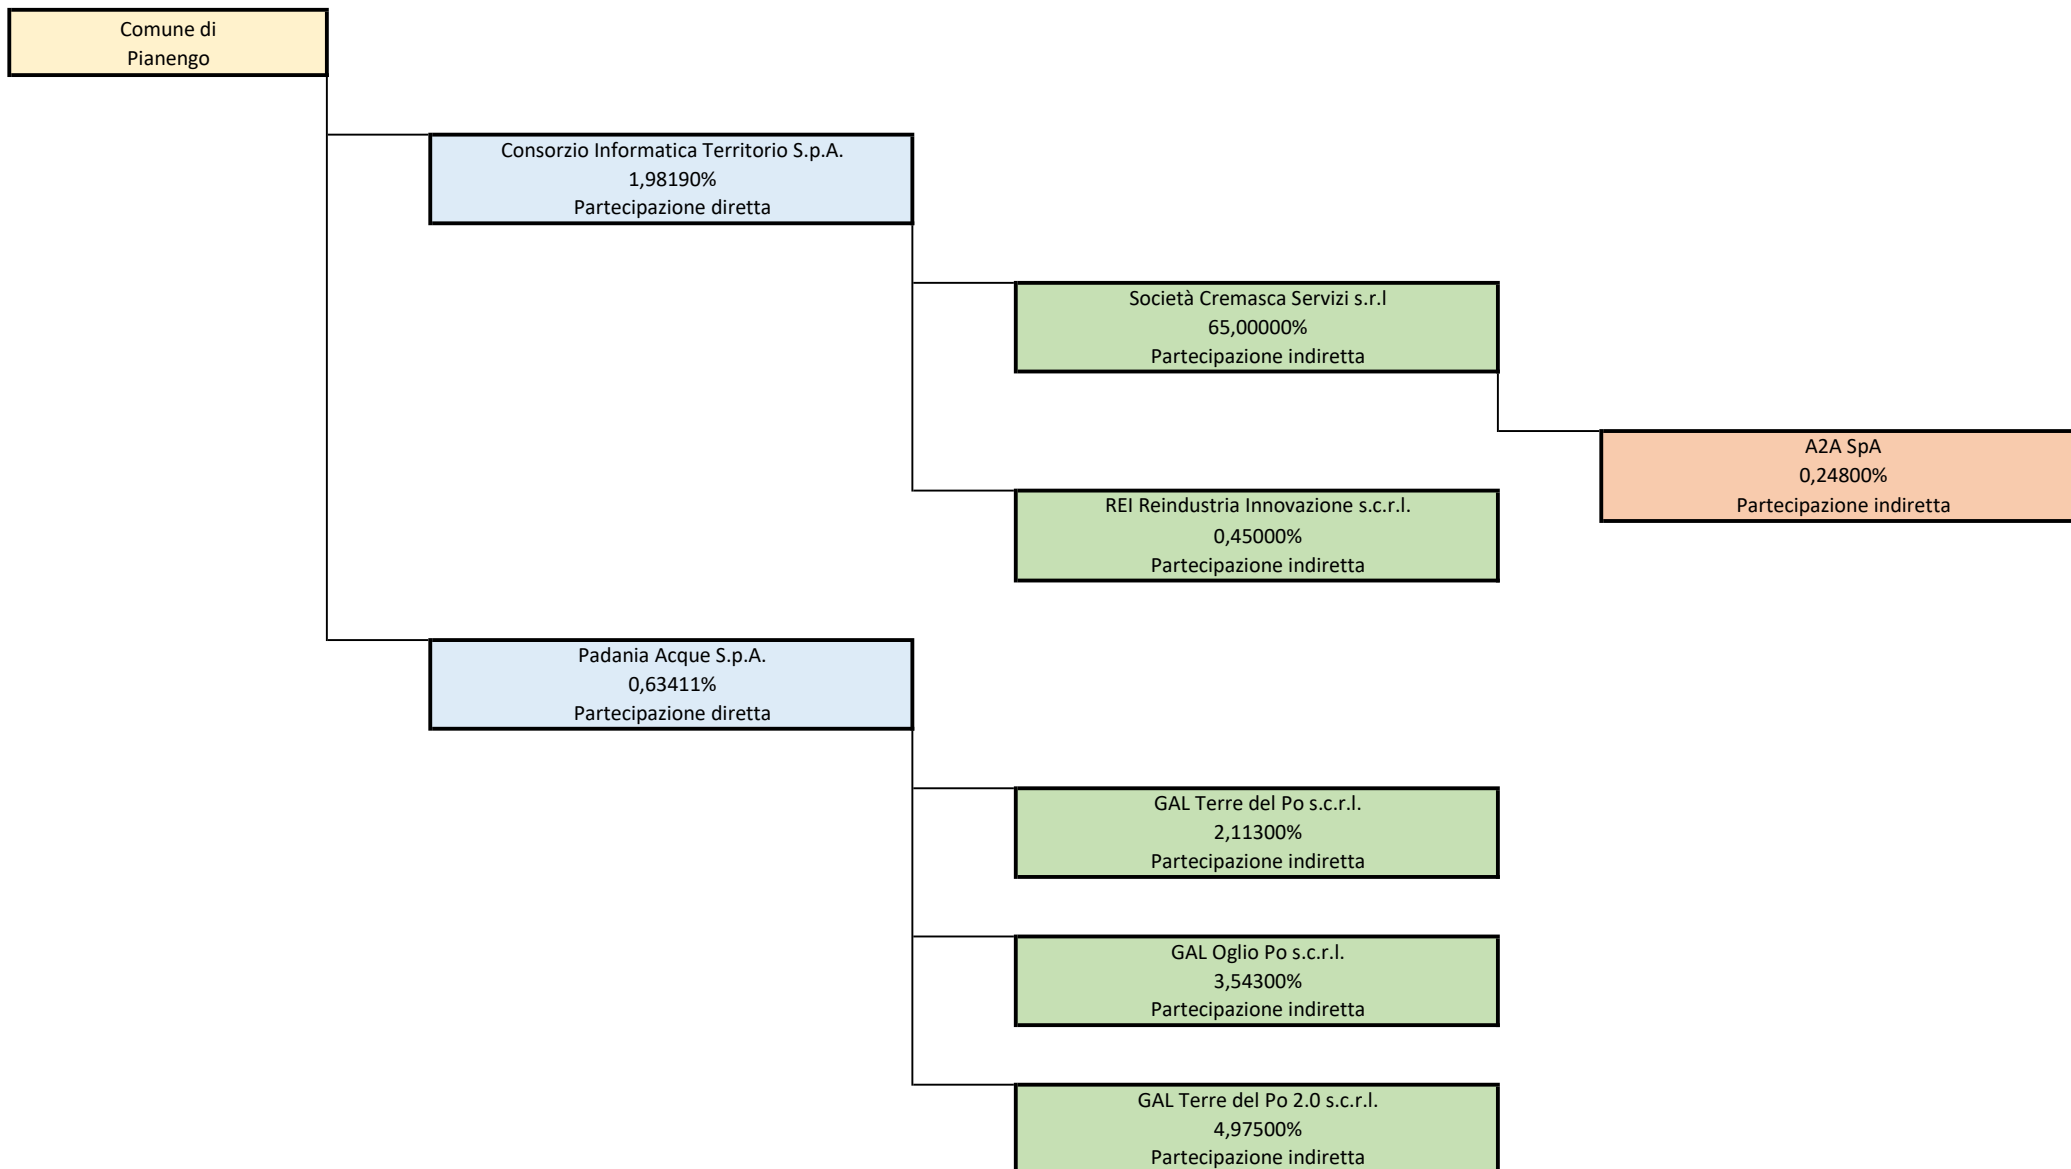 Comune di
Pianengo
Consorzio Informatica Territorio S.p.A.
1,98190%
Partecipazione diretta
Società Cremasca Servizi s.r.l
65,00000%
Partecipazione indiretta
A2A SpA
0,24800%
Partecipazione indiretta
REI Reindustria Innovazione s.c.r.l.
0,45000%
Partecipazione indiretta
Padania Acque S.p.A.
0,63411%
Partecipazione diretta
GAL Terre del Po s.c.r.l.
2,11300%
Partecipazione indiretta
GAL Oglio Po s.c.r.l.
3,54300%
Partecipazione indiretta
GAL Terre del Po 2.0 s.c.r.l.
4,97500%
Partecipazione indiretta